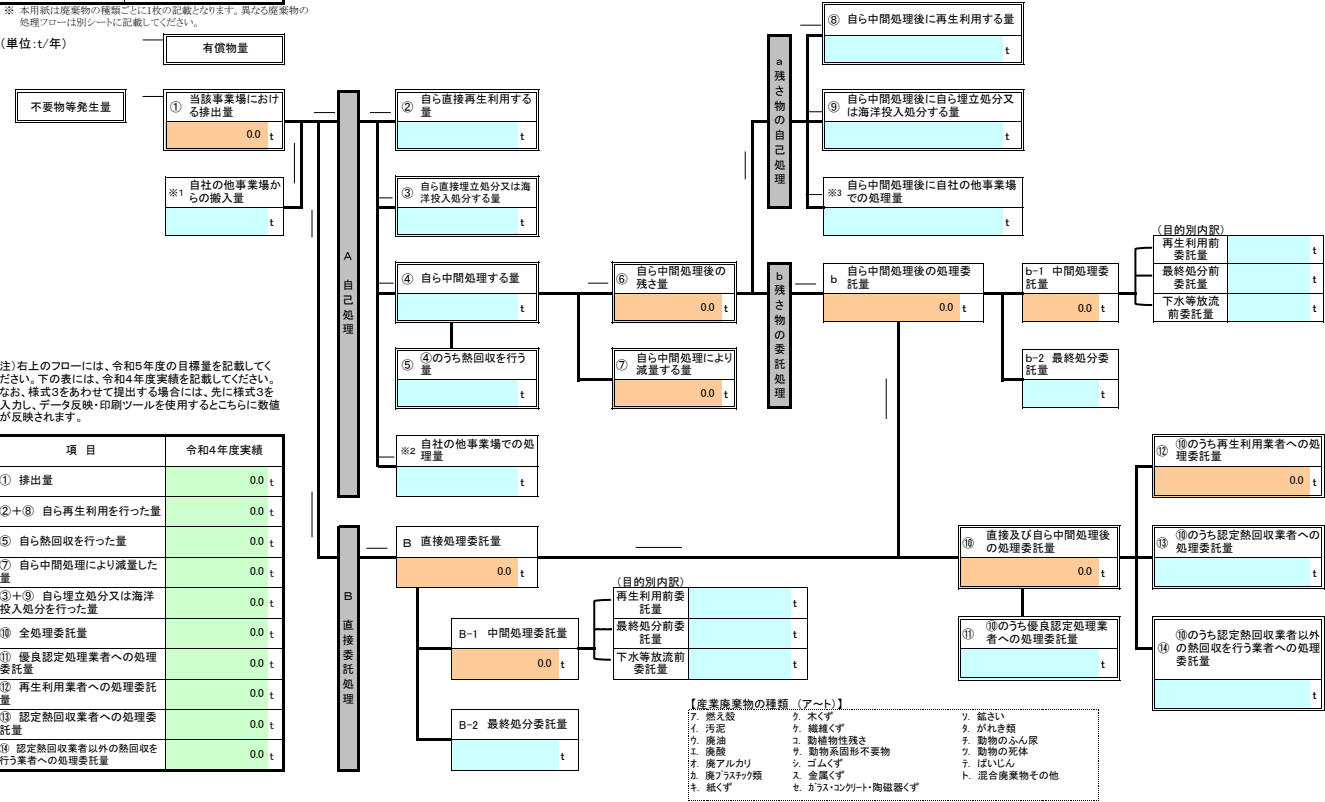 ※ 本用紙は廃棄物の種類ごとに1枚の記載となります。異なる廃棄物の
処理フローは別シートに記載してください。
(単位:t/年)
有償物量
不要物等発生量
① 当該事業場におけ
る排出量
0.0 t
※1 自社の他事業場か
らの搬入量
t
A 自己処理
② 自ら直接再生利用する
量
t
③ 自ら直接埋立処分又は海
洋投入処分する量
t
④ 自ら中間処理する量
t
⑤ ④のうち熱回収を行う
量
t
※2 自社の他事業場での処
理量
t
⑥ 自ら中間処理後の
残さ量
0.0 t
⑦ 自ら中間処理により
減量する量
0.0 t
a 残さ物の自己処理
⑧ 自ら中間処理後に再生利用する量
t
⑨ 自ら中間処理後に自ら埋立処分又
は海洋投入処分する量
t
※3 自ら中間処理後に自社の他事業場
での処理量
t
b 残さ物の委託処理
b 自ら中間処理後の処理委
託量
0.0 t
b-1 中間処理委
託量
0.0 t
(目的別内訳)
再生利用前
委託量
t
最終処分前
委託量
t
下水等放流
前委託量
t
b-2 最終処分委
託量
t
注)右上のフローには、令和5年度の目標量を記載してく
ださい。下の表には、令和4年度実績を記載してください。
なお、様式3をあわせて提出する場合には、先に様式3を
入力し、データ反映・印刷ツールを使用するとこちらに数値
が反映されます。
項 目 令和4年度実績
① 排出量 0.0 t
②+⑧ 自ら再生利用を行った量 0.0 t
⑤ 自ら熱回収を行った量 0.0 t
⑦ 自ら中間処理により減量した
量 0.0 t
③+⑨ 自ら埋立処分又は海洋
投入処分を行った量 0.0 t
⑩ 全処理委託量 0.0 t
⑪ 優良認定処理業者への処理
委託量 0.0 t
⑫ 再生利用業者への処理委託
量 0.0 t
⑬ 認定熱回収業者への処理委
託量 0.0 t
⑭ 認定熱回収業者以外の熱回収を
行う業者への処理委託量 0.0 t
B 直接委託処理
B 直接処理委託量
0.0 t
B-1 中間処理委託量
0.0 t
(目的別内訳)
再生利用前委
託量
t
最終処分前委
託量
t
下水等放流前
委託量
t
B-2 最終処分委託量
t
⑩ 直接及び自ら中間処理後
の処理委託量
0.0 t
⑪ ⑩のうち優良認定処理業
者への処理委託量
t
⑫ ⑩のうち再生利用業者への処
理委託量
0.0 t
⑬ ⑩のうち認定熱回収業者への
処理委託量
t
⑭ ⑩のうち認定熱回収業者以外
の熱回収を行う業者への処理
委託量
t
【産業廃棄物の種類 (ア~ト)】
ア. 燃え殻
イ. 汚泥
ウ. 廃油
エ. 廃酸
オ. 廃アルカリ
カ. 廃プラスチック類
キ. 紙くず
ク. 木くず
ケ. 繊維くず
コ. 動植物性残さ
サ. 動物系固形不要物
シ. ゴムくず
ス. 金属くず
セ. ガラス・コンクリート・陶磁器くず
ソ. 鉱さい
タ. がれき類
チ. 動物のふん尿
ツ. 動物の死体
テ. ばいじん
ト. 混合廃棄物その他